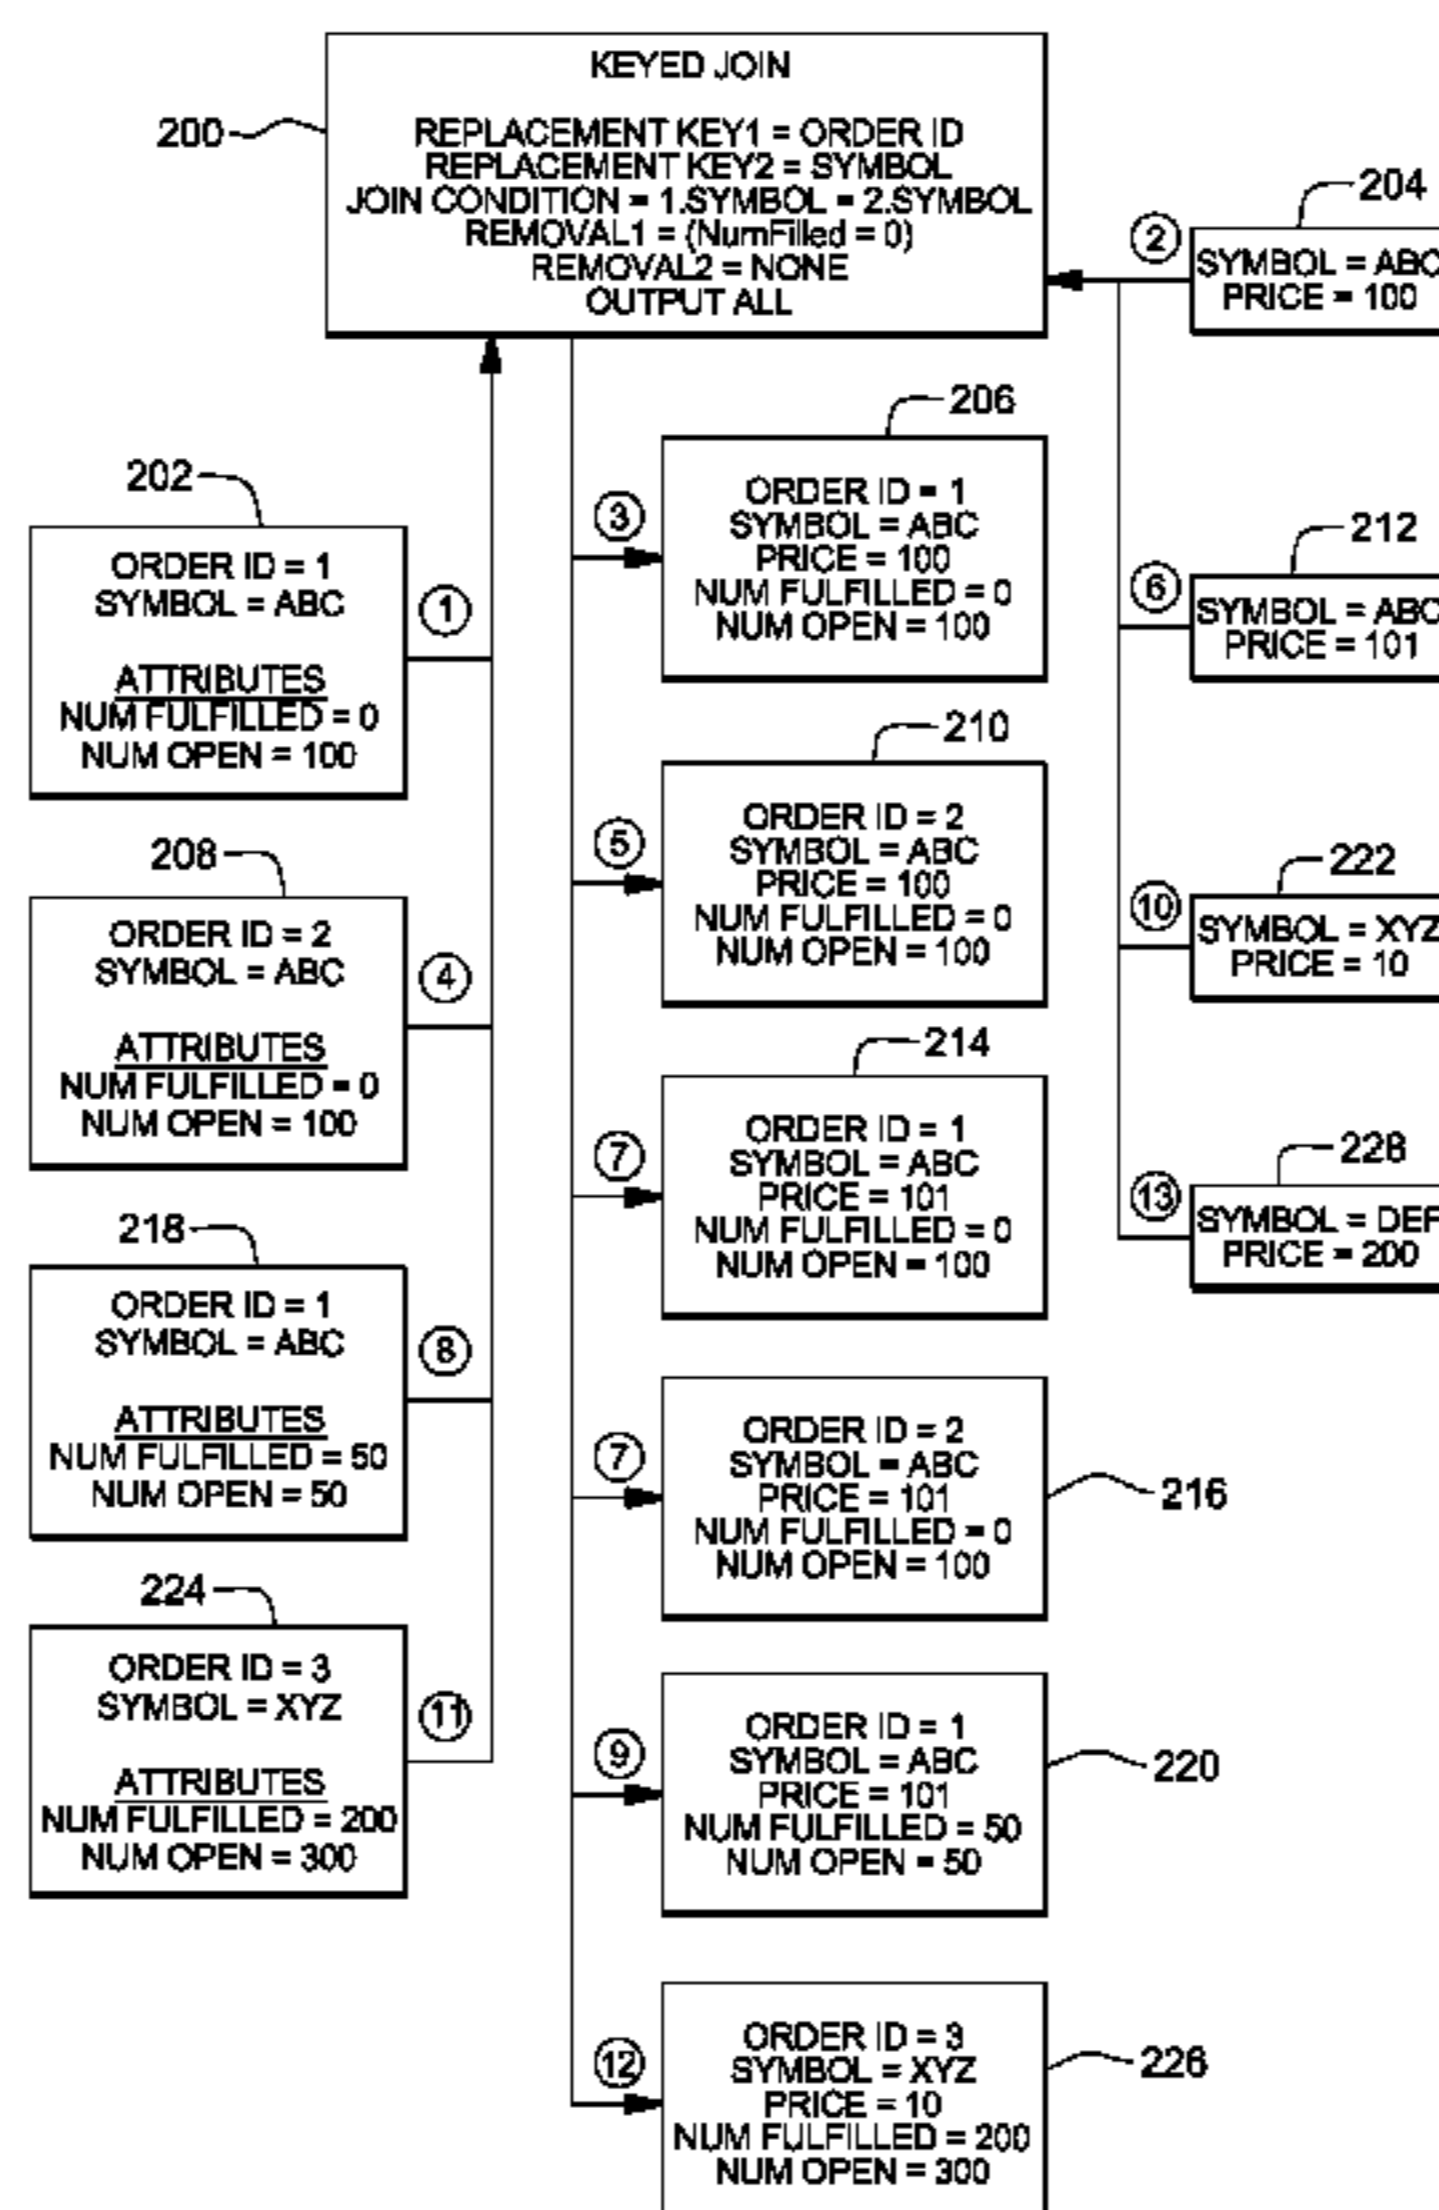 KEYED JOIN
REPLACEMENT KEY1 = ORDER ID
REPLACEMENT KEY2 = SYMBOL
JOIN CONDITION = 1.SYMBOL = 2.SYMBOL
REMOVAL1 = (NumFilled = 0)
REMOVAL2 = NONE
OUTPUT ALL
200
204
2
SYMBOL = ABC
PRICE = 100
202
ORDER ID = 1
SYMBOL = ABC
ATTRIBUTES
NUM FULFILLED = 0
NUM OPEN = 100
1
206
3
ORDER ID = 1
SYMBOL = ABC
PRICE = 100
NUM FULFILLED = 0
NUM OPEN = 100
212
6
SYMBOL = ABC
PRICE = 101
208
ORDER ID = 2
SYMBOL = ABC
ATTRIBUTES
NUM FULFILLED = 0
NUM OPEN = 100
4
210
5
ORDER ID = 2
SYMBOL = ABC
PRICE = 100
NUM FULFILLED = 0
NUM OPEN = 100
222
10
SYMBOL = XYZ
PRICE = 10
214
7
ORDER ID = 1
SYMBOL = ABC
PRICE = 101
NUM FULFILLED = 0
NUM OPEN = 100
228
13
SYMBOL = DEF
PRICE = 200
218
ORDER ID = 1
SYMBOL = ABC
ATTRIBUTES
NUM FULFILLED = 50
NUM OPEN = 50
8
7
ORDER ID = 2
SYMBOL = ABC
PRICE = 101
NUM FULFILLED = 0
NUM OPEN = 100
216
224
ORDER ID = 3
SYMBOL = XYZ
ATTRIBUTES
NUM FULFILLED = 200
NUM OPEN = 300
11
9
ORDER ID = 1
SYMBOL = ABC
PRICE = 101
NUM FULFILLED = 50
NUM OPEN = 50
220
12
ORDER ID = 3
SYMBOL = XYZ
PRICE = 10
NUM FULFILLED = 200
NUM OPEN = 300
226